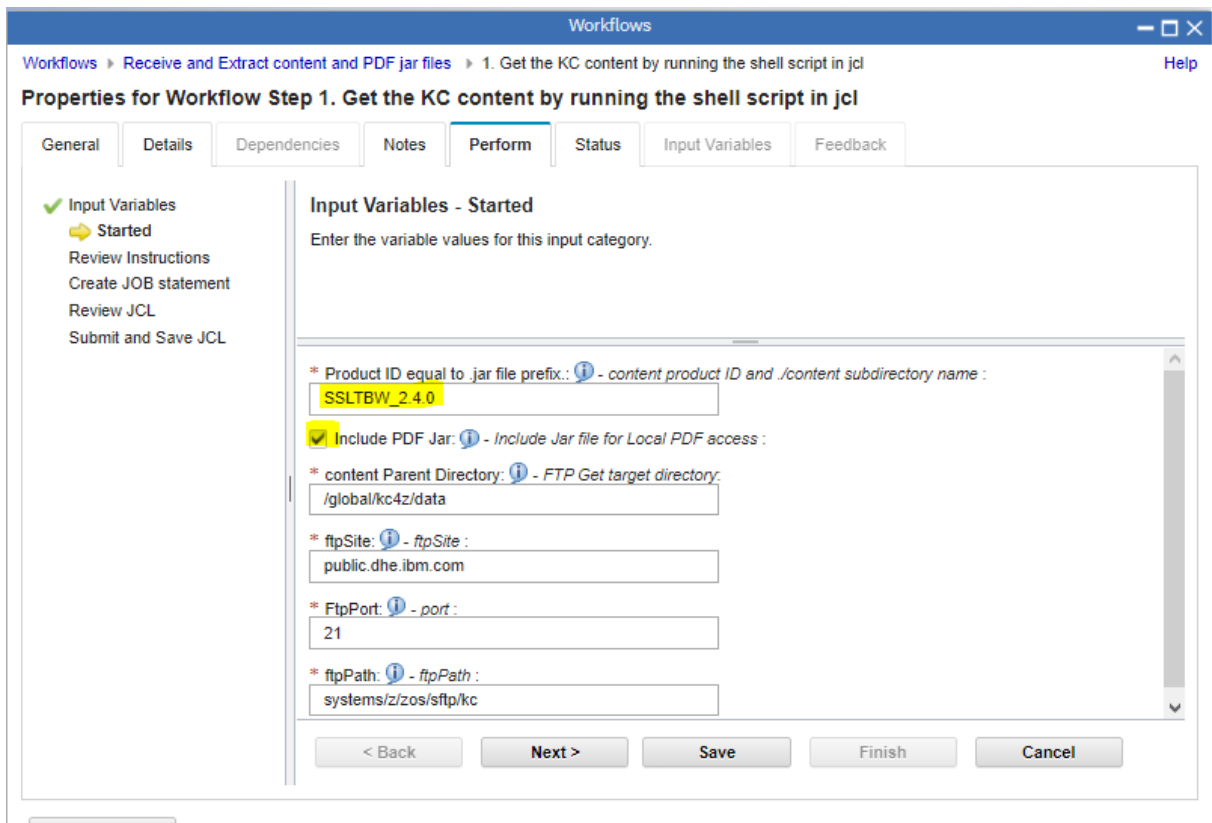 Workflows
Workflows ▸ Receive and Extract content and PDF jar files ▸ 1. Get the KC content by running the shell script in jcl Help
Properties for Workflow Step 1. Get the KC content by running the shell script in jcl
General Details Dependencies Notes Perform Status Input Variables Feedback
Input Variables
Started
Review Instructions
Create JOB statement
Review JCL
Submit and Save JCL
Input Variables - Started
Enter the variable values for this input category.
* Product ID equal to .jar file prefix.: - content product ID and ./content subdirectory name :
SSLTBW_2.4.0
Include PDF Jar: - Include Jar file for Local PDF access :
* content Parent Directory: - FTP Get target directory:
/global/kc4z/data
* ftpSite: - ftpSite :
public.dhe.ibm.com
* FtpPort: - port :
21
* ftpPath: - ftpPath :
systems/z/zos/sftp/kc
< Back Next > Save Finish Cancel